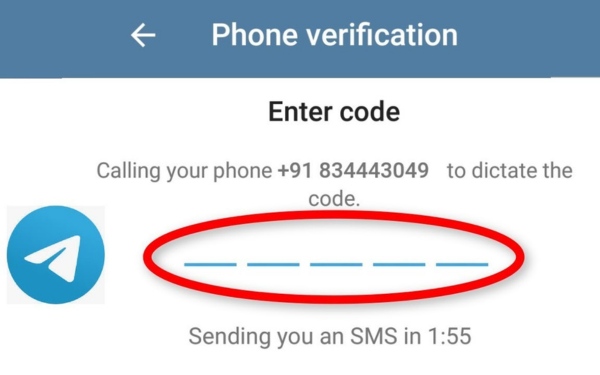 Phone verification
Enter code
Calling your phone +91 834443049 to dictate the
code.
Sending you an SMS in 1:55